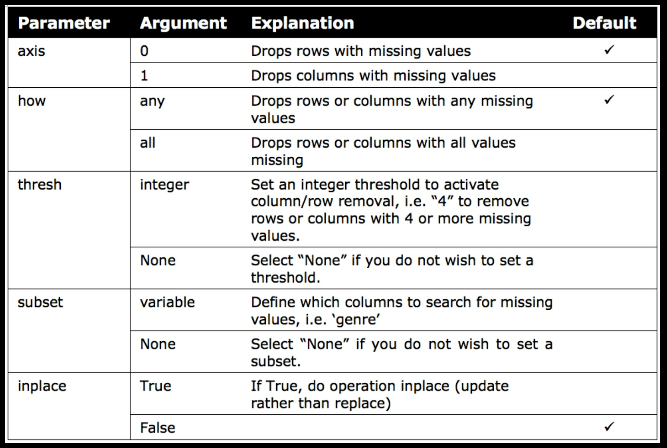 Parameter Argument Explanation Default
axis 0 Drops rows with missing values ✓
1 Drops columns with missing values
how any Drops rows or columns with any missing ✓
values
all Drops rows or columns with all values
missing
thresh integer Set an integer threshold to activate
column/row removal, i.e. “4” to remove
rows or columns with 4 or more missing
values.
None Select “None” if you do not wish to set a
threshold.
subset variable Define which columns to search for missing
values, i.e. ‘genre’
None Select “None” if you do not wish to set a
subset.
inplace True If True, do operation inplace (update
rather than replace)
False ✓